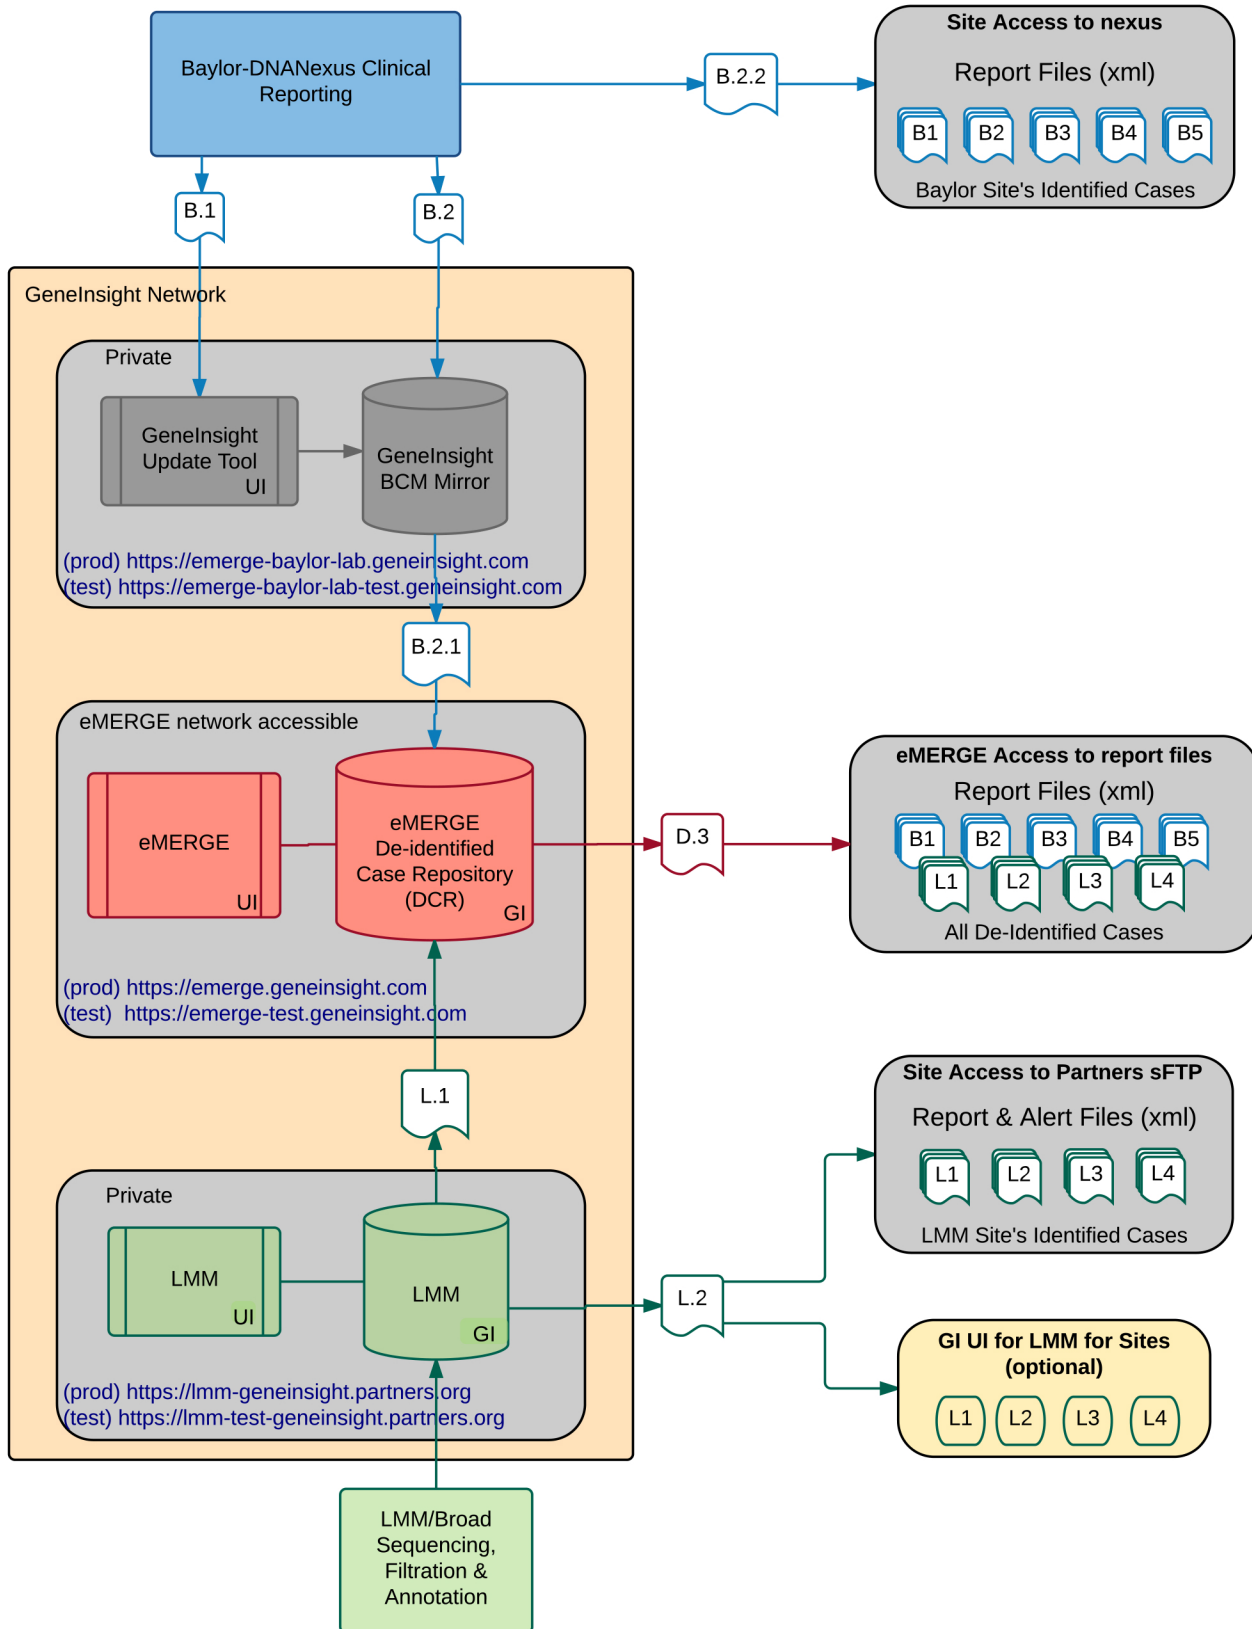 Baylor-DNANexus Clinical
Reporting
B.2.2
Site Access to nexus
Report Files (xml)
B1 B2 B3 B4 B5
Baylor Site's Identified Cases
B.1
B.2
GeneInsight Network
Private
GeneInsight
Update Tool
UI
GeneInsight
BCM Mirror
(prod) https://emerge-baylor-lab.geneinsight.com
(test) https://emerge-baylor-lab-test.geneinsight.com
B.2.1
eMERGE network accessible
eMERGE
UI
eMERGE
De-identified
Case Repository
(DCR)
GI
(prod) https://emerge.geneinsight.com
(test) https://emerge-test.geneinsight.com
D.3
eMERGE Access to report files
Report Files (xml)
B1 B2 B3 B4 B5
L1 L2 L3 L4
All De-Identified Cases
L.1
Private
LMM
UI
LMM
GI
(prod) https://lmm-geneinsight.partners.org
(test) https://lmm-test-geneinsight.partners.org
L.2
Site Access to Partners sFTP
Report & Alert Files (xml)
L1 L2 L3 L4
LMM Site's Identified Cases
GI UI for LMM for Sites
(optional)
L1 L2 L3 L4
LMM/Broad
Sequencing,
Filtration &
Annotation